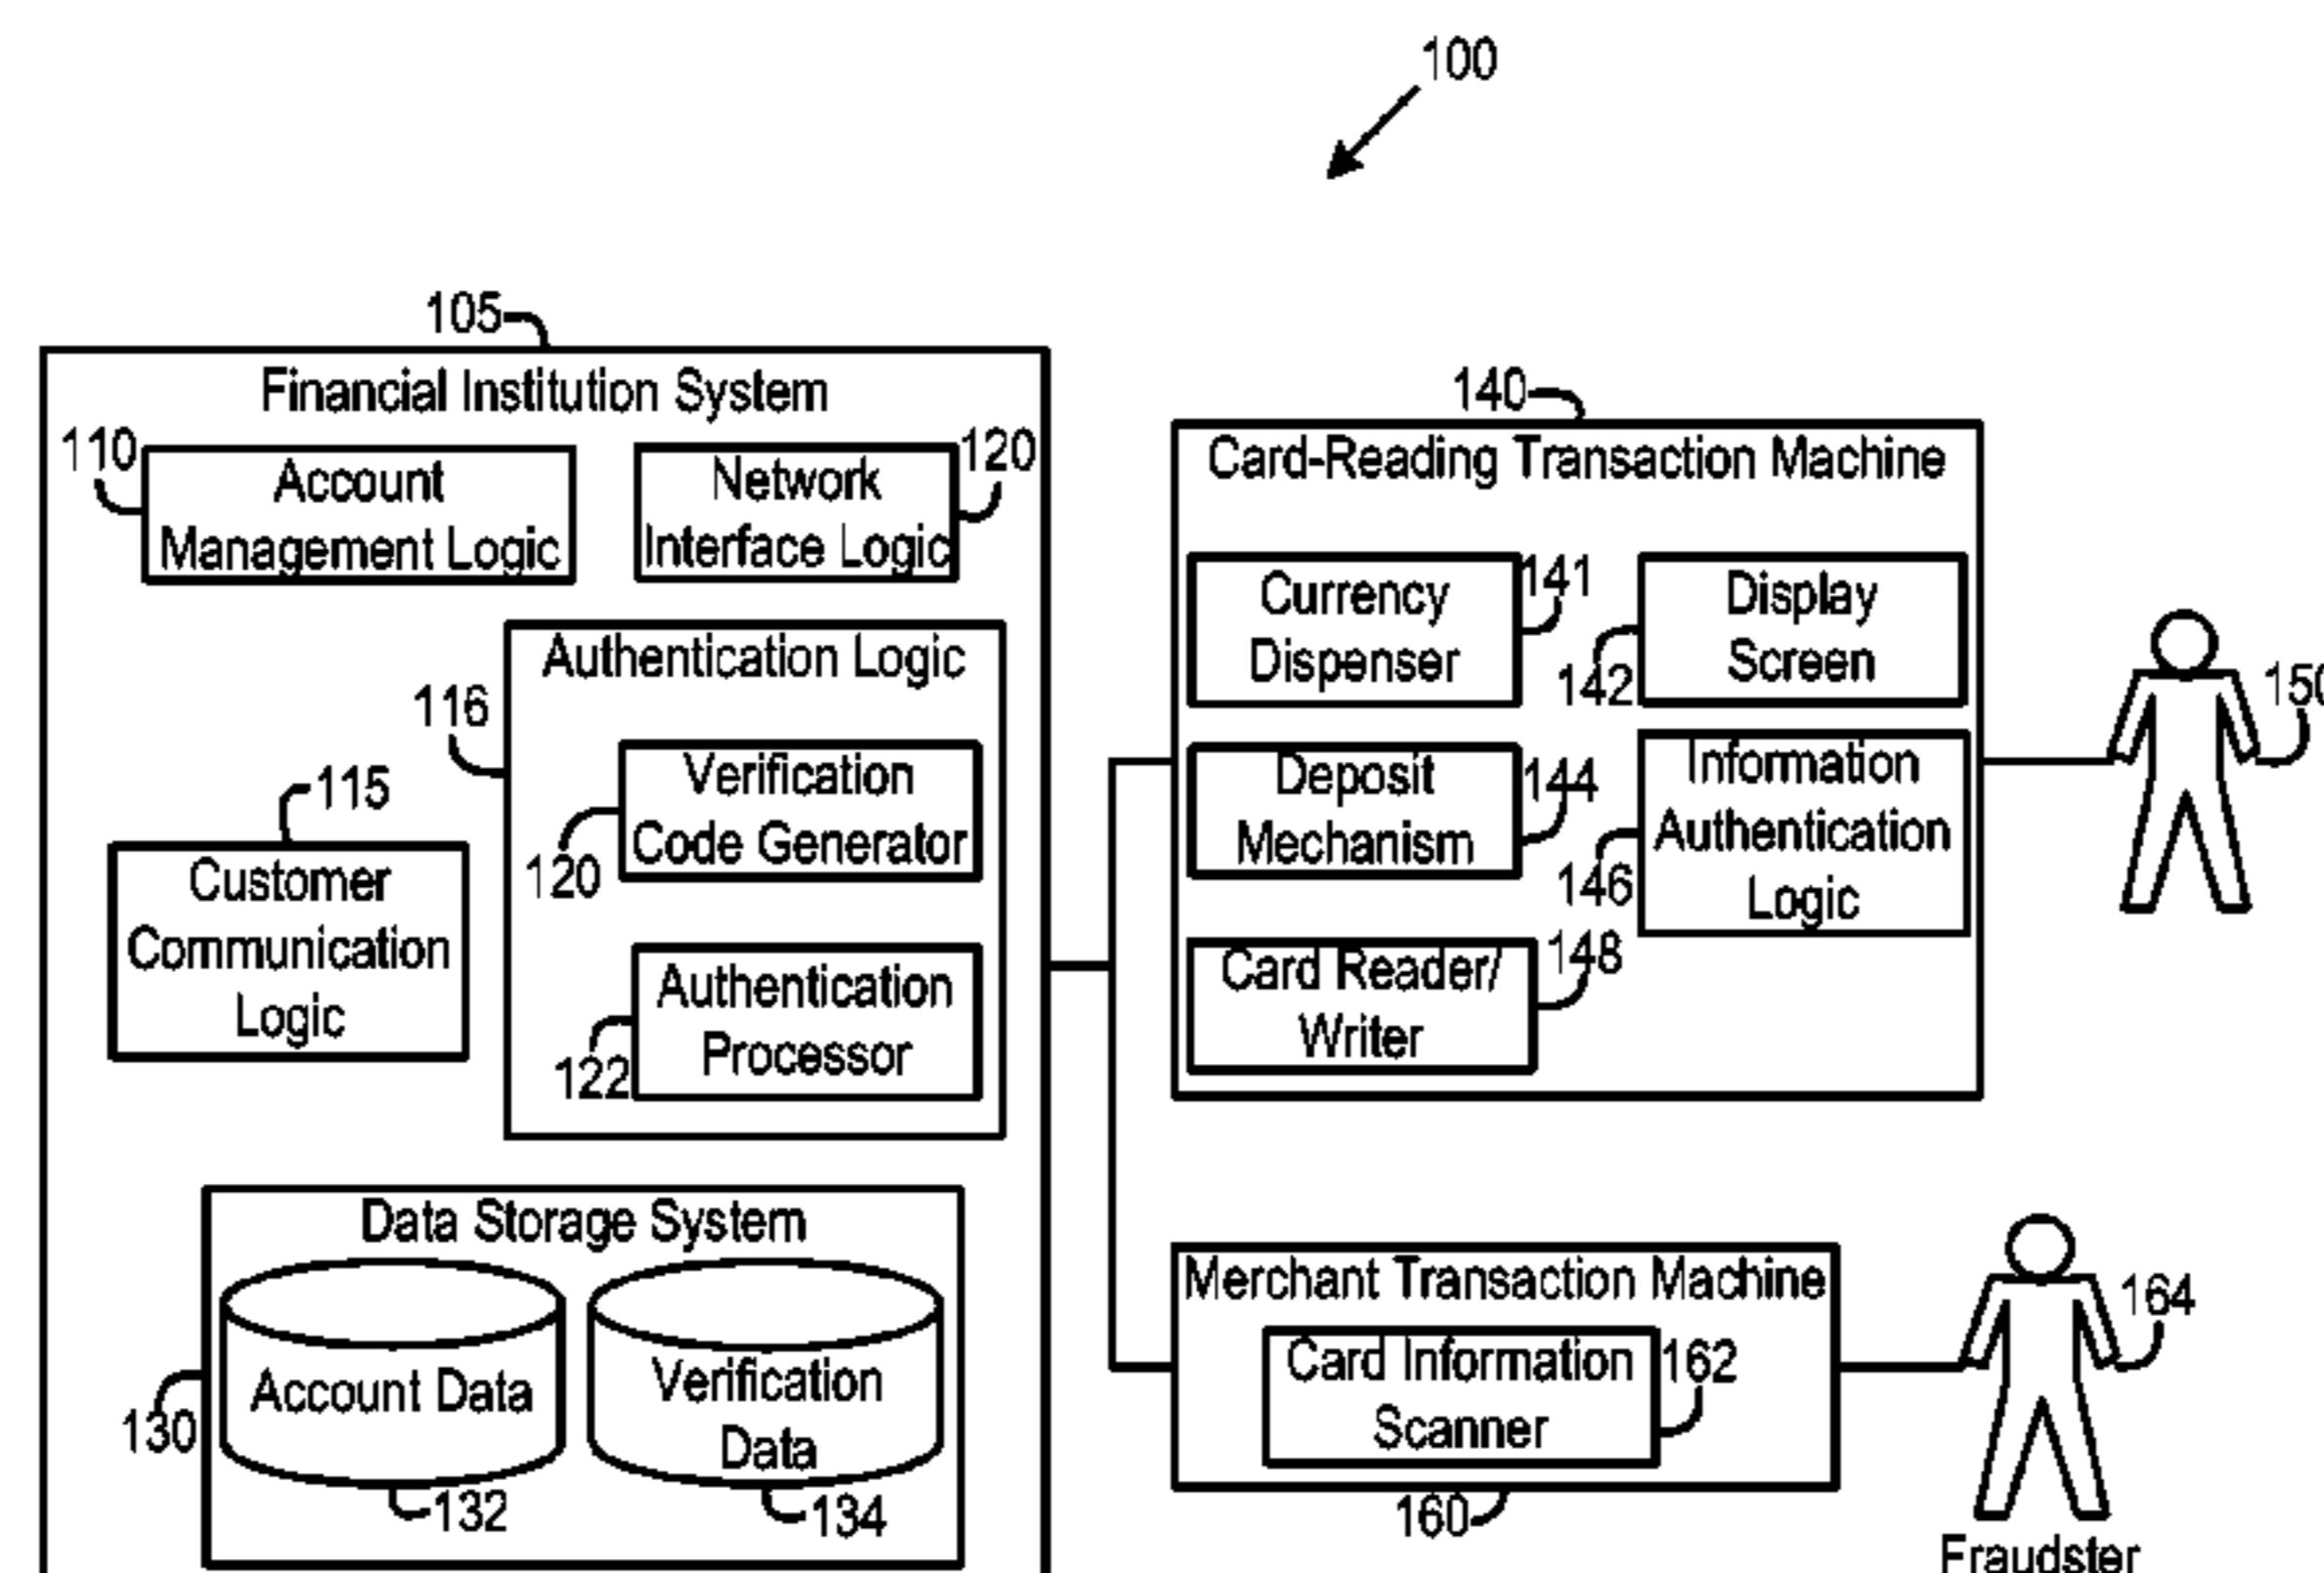 100
105
Financial Institution System
110
Account
Management Logic
Network
Interface Logic
120
Authentication Logic
116
Verification
Code Generator
120
115
Customer
Communication
Logic
Authentication
Processor
122
Data Storage System
Account Data
Verification
Data
130
132
134
140
Card-Reading Transaction Machine
Currency
Dispenser
141
Display
Screen
142
Deposit
Mechanism
144
Information
Authentication
Logic
146
Card Reader/
Writer
148
150
Merchant Transaction Machine
Card Information
Scanner
162
160
164
Fraudster